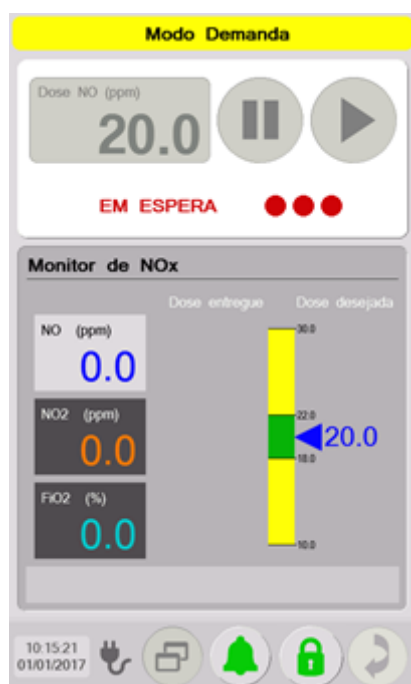 Modo Demanda
Dose NO (ppm)
20.0
EM ESPERA
Monitor de NOx
Dose entregue Dose desejada
NO (ppm)
0.0
30.0
NO2 (ppm)
0.0
22.0
20.0
18.0
FiO2 (%)
0.0
10.0
10:15:21
01/01/2017